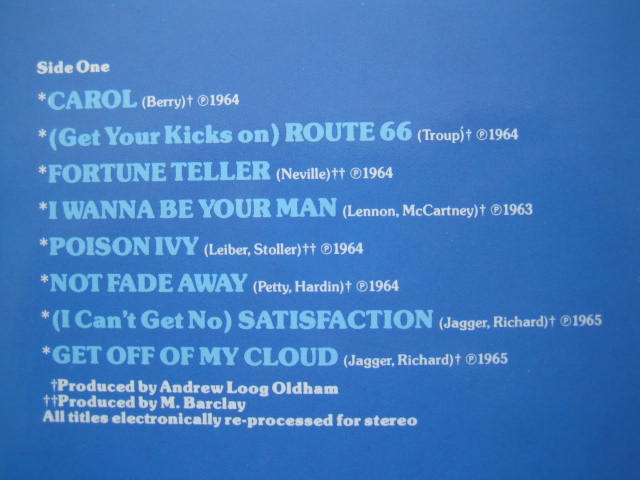 Side One
*CAROL (Berry)† ℗1964
*(Get Your Kicks on) ROUTE 66 (Troup)† ℗1964
*FORTUNE TELLER (Neville)†† ℗1964
*I WANNA BE YOUR MAN (Lennon, McCartney)† ℗1963
*POISON IVY (Leiber, Stoller)†† ℗1964
*NOT FADE AWAY (Petty, Hardin)† ℗1964
*(I Can't Get No) SATISFACTION (Jagger, Richard)† ℗1965
*GET OFF OF MY CLOUD (Jagger, Richard)† ℗1965
†Produced by Andrew Loog Oldham
††Produced by M. Barclay
All titles electronically re-processed for stereo